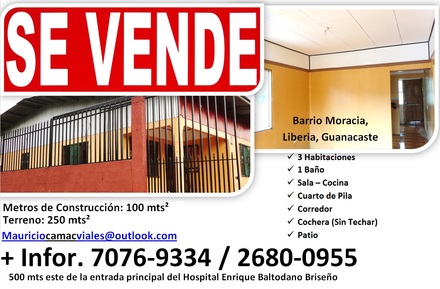 SE VENDE
Barrio Moracia,
Liberia, Guanacaste
✓ 3 Habitaciones
✓ 1 Baño
✓ Sala – Cocina
✓ Cuarto de Pila
✓ Corredor
✓ Cochera (Sin Techar)
✓ Patio
Metros de Construcción: 100 mts²
Terreno: 250 mts²
Mauriciocamacviales@outlook.com
+ Infor. 7076-9334 / 2680-0955
500 mts este de la entrada principal del Hospital Enrique Baltodano Briseño